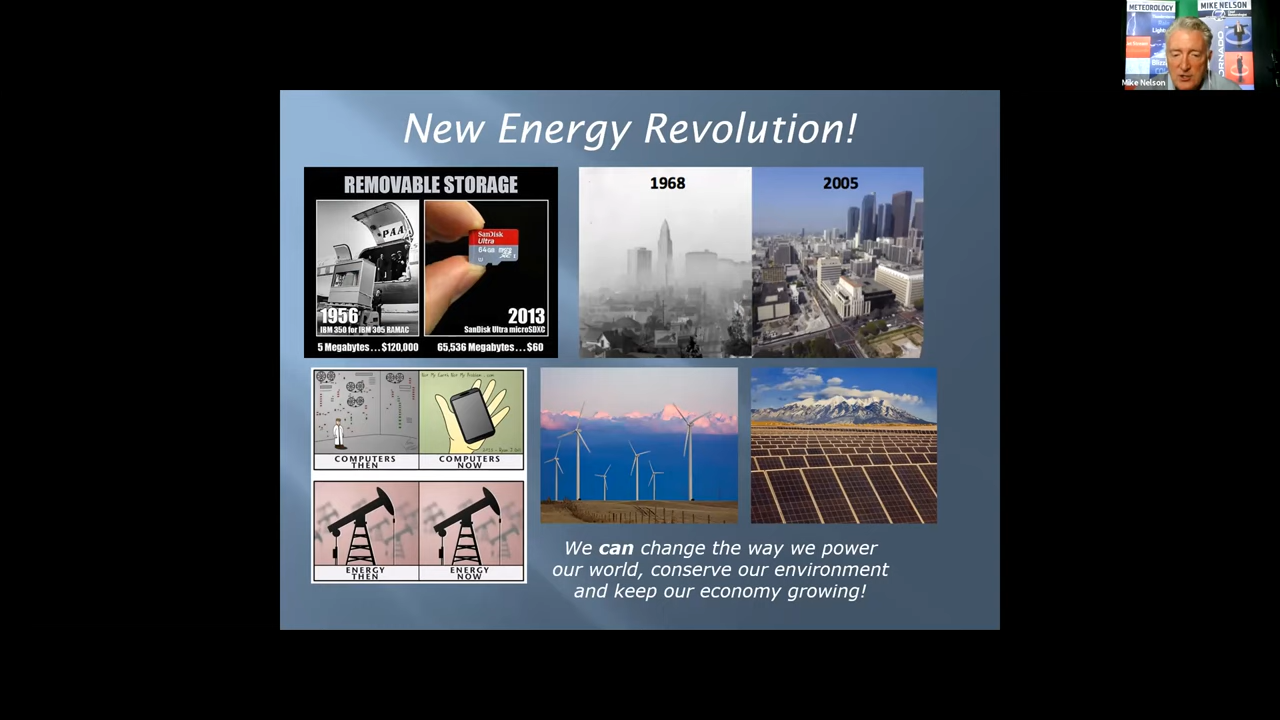 METEOROLOGY
MIKE NELSON
Mike Nelson
New Energy Revolution!
REMOVABLE STORAGE
PAA
1956
IBM 350 for IBM 305 RAMAC
5 Megabytes...$120,000
SanDisk
Ultra
64GB
2013
SanDisk Ultra microSDXC
65,536 Megabytes...$60
1968
2005
COMPUTERS
THEN
COMPUTERS
NOW
ENERGY
THEN
ENERGY
NOW
We can change the way we power
our world, conserve our environment
and keep our economy growing!